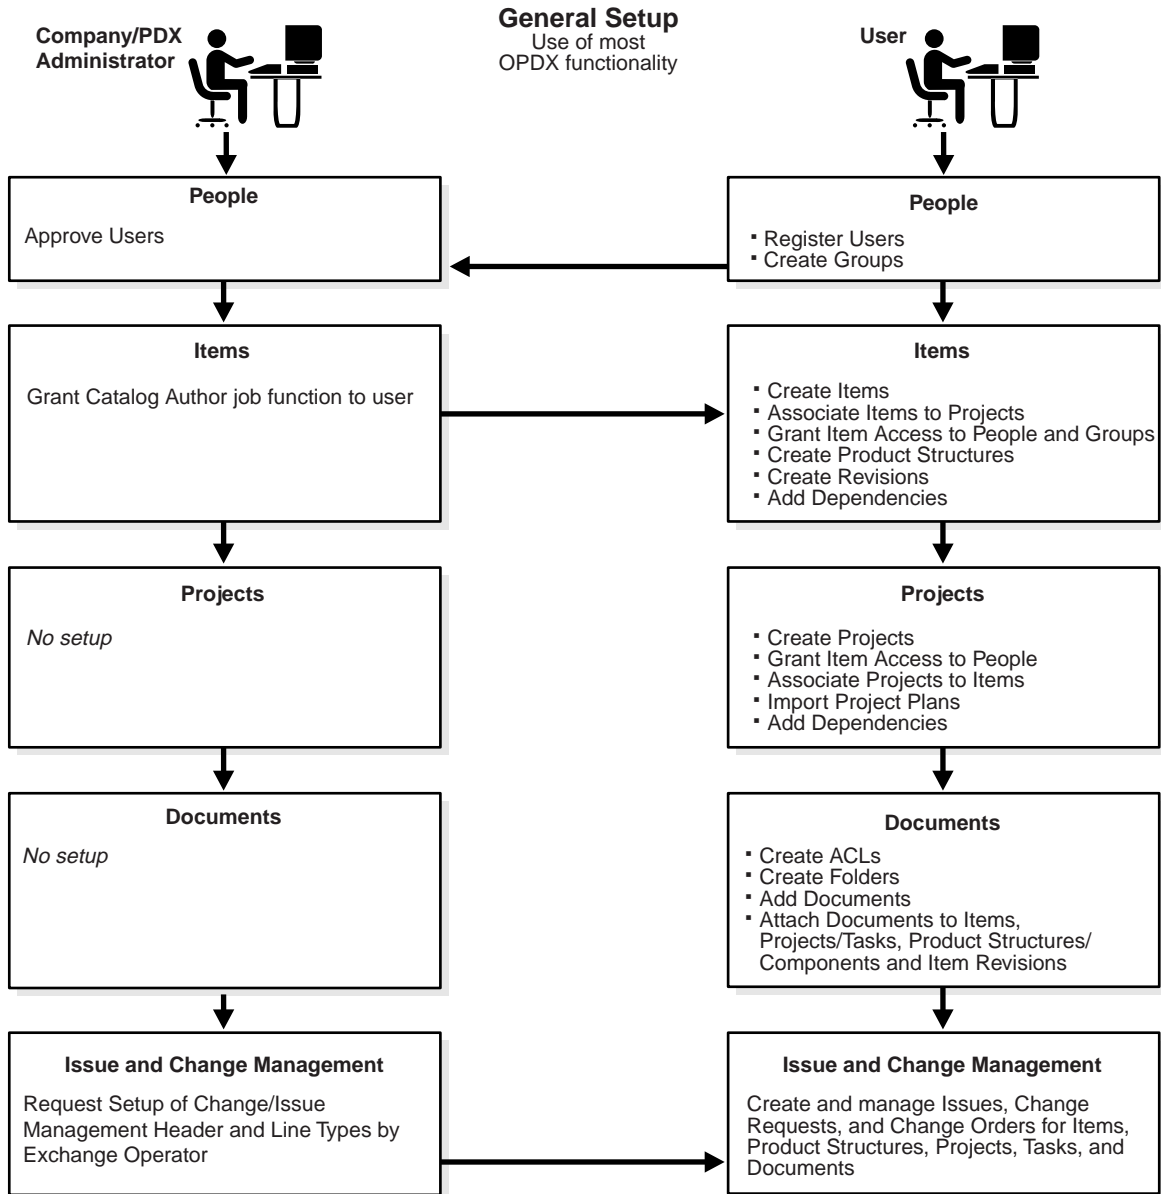 General Setup
Use of most
OPDX functionality
Company/PDX
Administrator
User
People
Approve Users
People
▪ Register Users
▪ Create Groups
Items
Grant Catalog Author job function to user
Items
▪ Create Items
▪ Associate Items to Projects
▪ Grant Item Access to People and Groups
▪ Create Product Structures
▪ Create Revisions
▪ Add Dependencies
Projects
No setup
Projects
▪ Create Projects
▪ Grant Item Access to People
▪ Associate Projects to Items
▪ Import Project Plans
▪ Add Dependencies
Documents
No setup
Documents
▪ Create ACLs
▪ Create Folders
▪ Add Documents
▪ Attach Documents to Items,
Projects/Tasks, Product Structures/
Components and Item Revisions
Issue and Change Management
Request Setup of Change/Issue
Management Header and Line Types by
Exchange Operator
Issue and Change Management
Create and manage Issues, Change
Requests, and Change Orders for Items,
Product Structures, Projects, Tasks, and
Documents